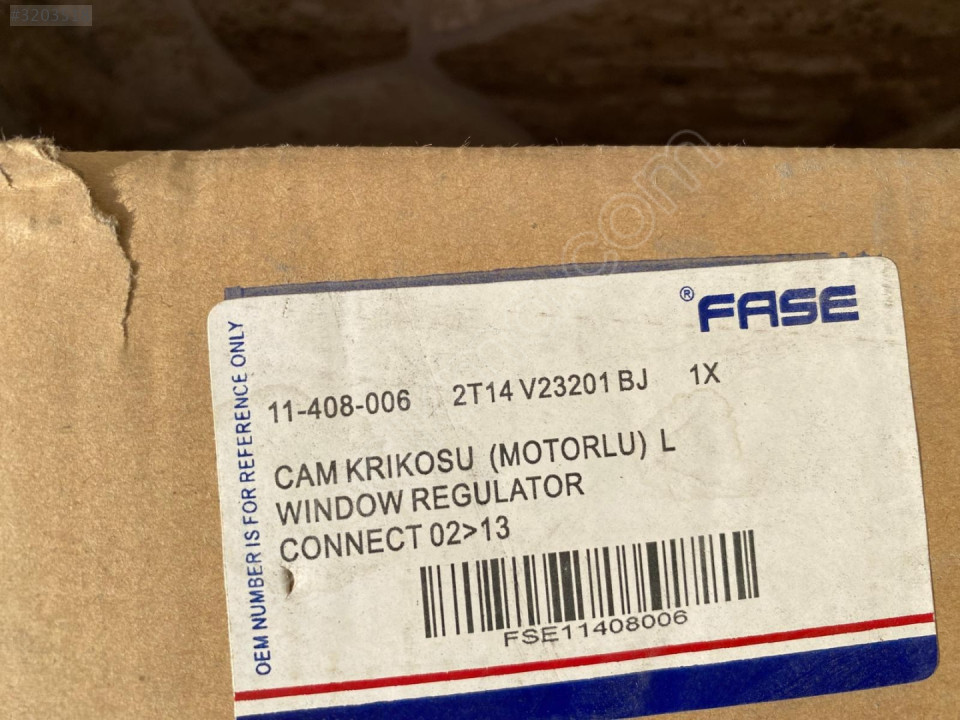 com
® FASE
OEM NUMBER IS FOR REFERENCE ONLY
11-408-006 2T14 V23201 BJ 1X
CAM KRIKOSU (MOTORLU) L
WINDOW REGULATOR
CONNECT 02>13
FSE11408006